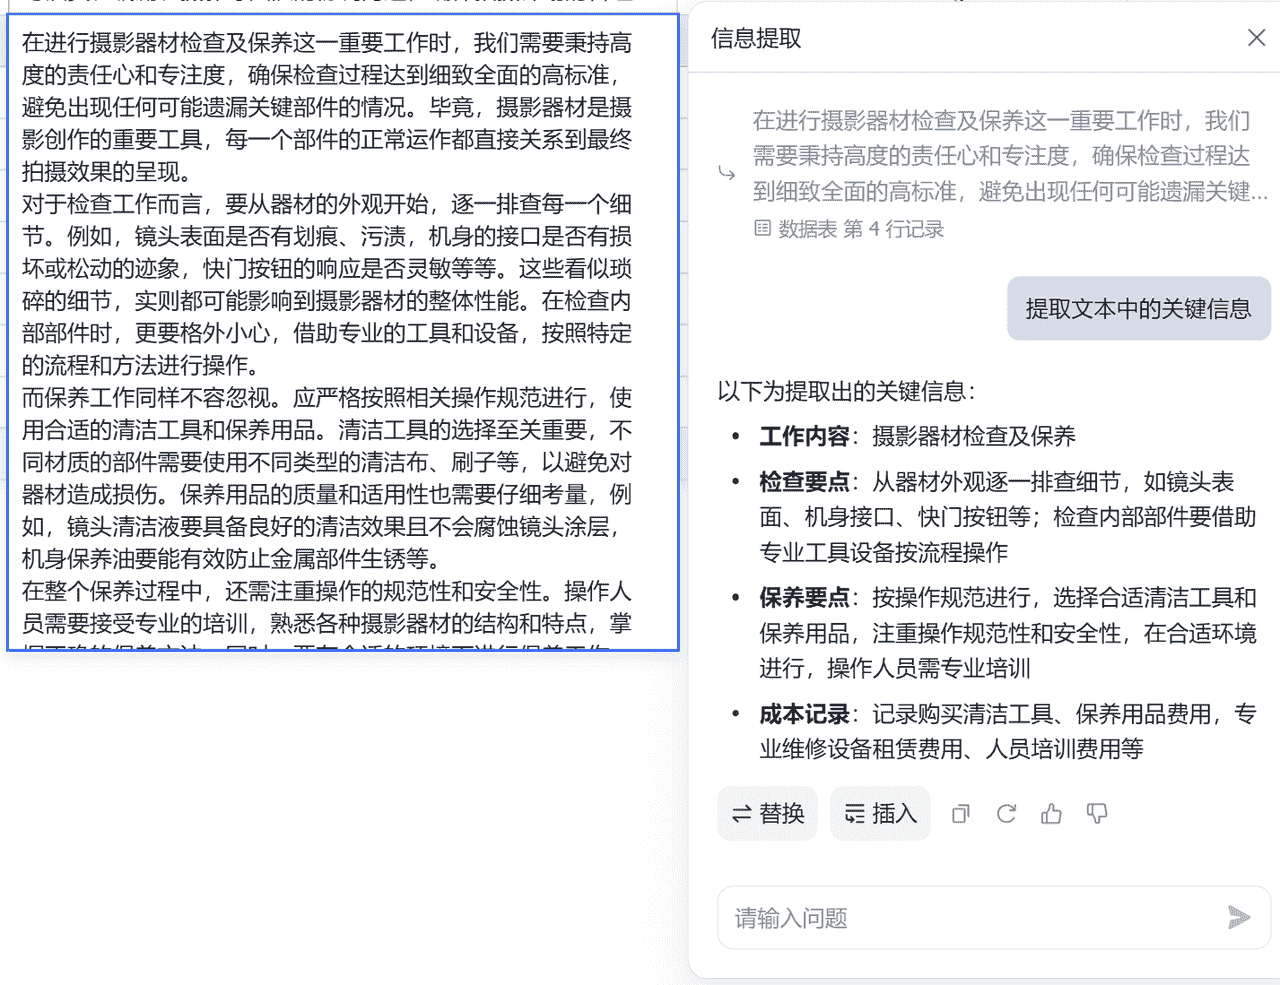 在进行摄影器材检查及保养这一重要工作时，我们需要秉持高
度的责任心和专注度，确保检查过程达到细致全面的高标准，
避免出现任何可能遗漏关键部件的情况。毕竟，摄影器材是摄
影创作的重要工具，每一个部件的正常运作都直接关系到最终
拍摄效果的呈现。
对于检查工作而言，要从器材的外观开始，逐一排查每一个细
节。例如，镜头表面是否有划痕、污渍，机身的接口是否有损
坏或松动的迹象，快门按钮的响应是否灵敏等等。这些看似琐
碎的细节，实则都可能影响到摄影器材的整体性能。在检查内
部部件时，更要格外小心，借助专业的工具和设备，按照特定
的流程和方法进行操作。
而保养工作同样不容忽视。应严格按照相关操作规范进行，使
用合适的清洁工具和保养用品。清洁工具的选择至关重要，不
同材质的部件需要使用不同类型的清洁布、刷子等，以避免对
器材造成损伤。保养用品的质量和适用性也需要仔细考量，例
如，镜头清洁液要具备良好的清洁效果且不会腐蚀镜头涂层，
机身保养油要能有效防止金属部件生锈等。
在整个保养过程中，还需注重操作的规范性和安全性。操作人
员需要接受专业的培训，熟悉各种摄影器材的结构和特点，掌
信息提取
在进行摄影器材检查及保养这一重要工作时，我们
需要秉持高度的责任心和专注度，确保检查过程达
到细致全面的高标准，避免出现任何可能遗漏关键...
数据表 第 4 行记录
提取文本中的关键信息
以下为提取出的关键信息：
• 工作内容：摄影器材检查及保养
• 检查要点：从器材外观逐一排查细节，如镜头表
面、机身接口、快门按钮等；检查内部部件要借助
专业工具设备按流程操作
• 保养要点：按操作规范进行，选择合适清洁工具和
保养用品，注重操作规范性和安全性，在合适环境
进行，操作人员需专业培训
• 成本记录：记录购买清洁工具、保养用品费用，专
业维修设备租赁费用、人员培训费用等
替换
插入
请输入问题